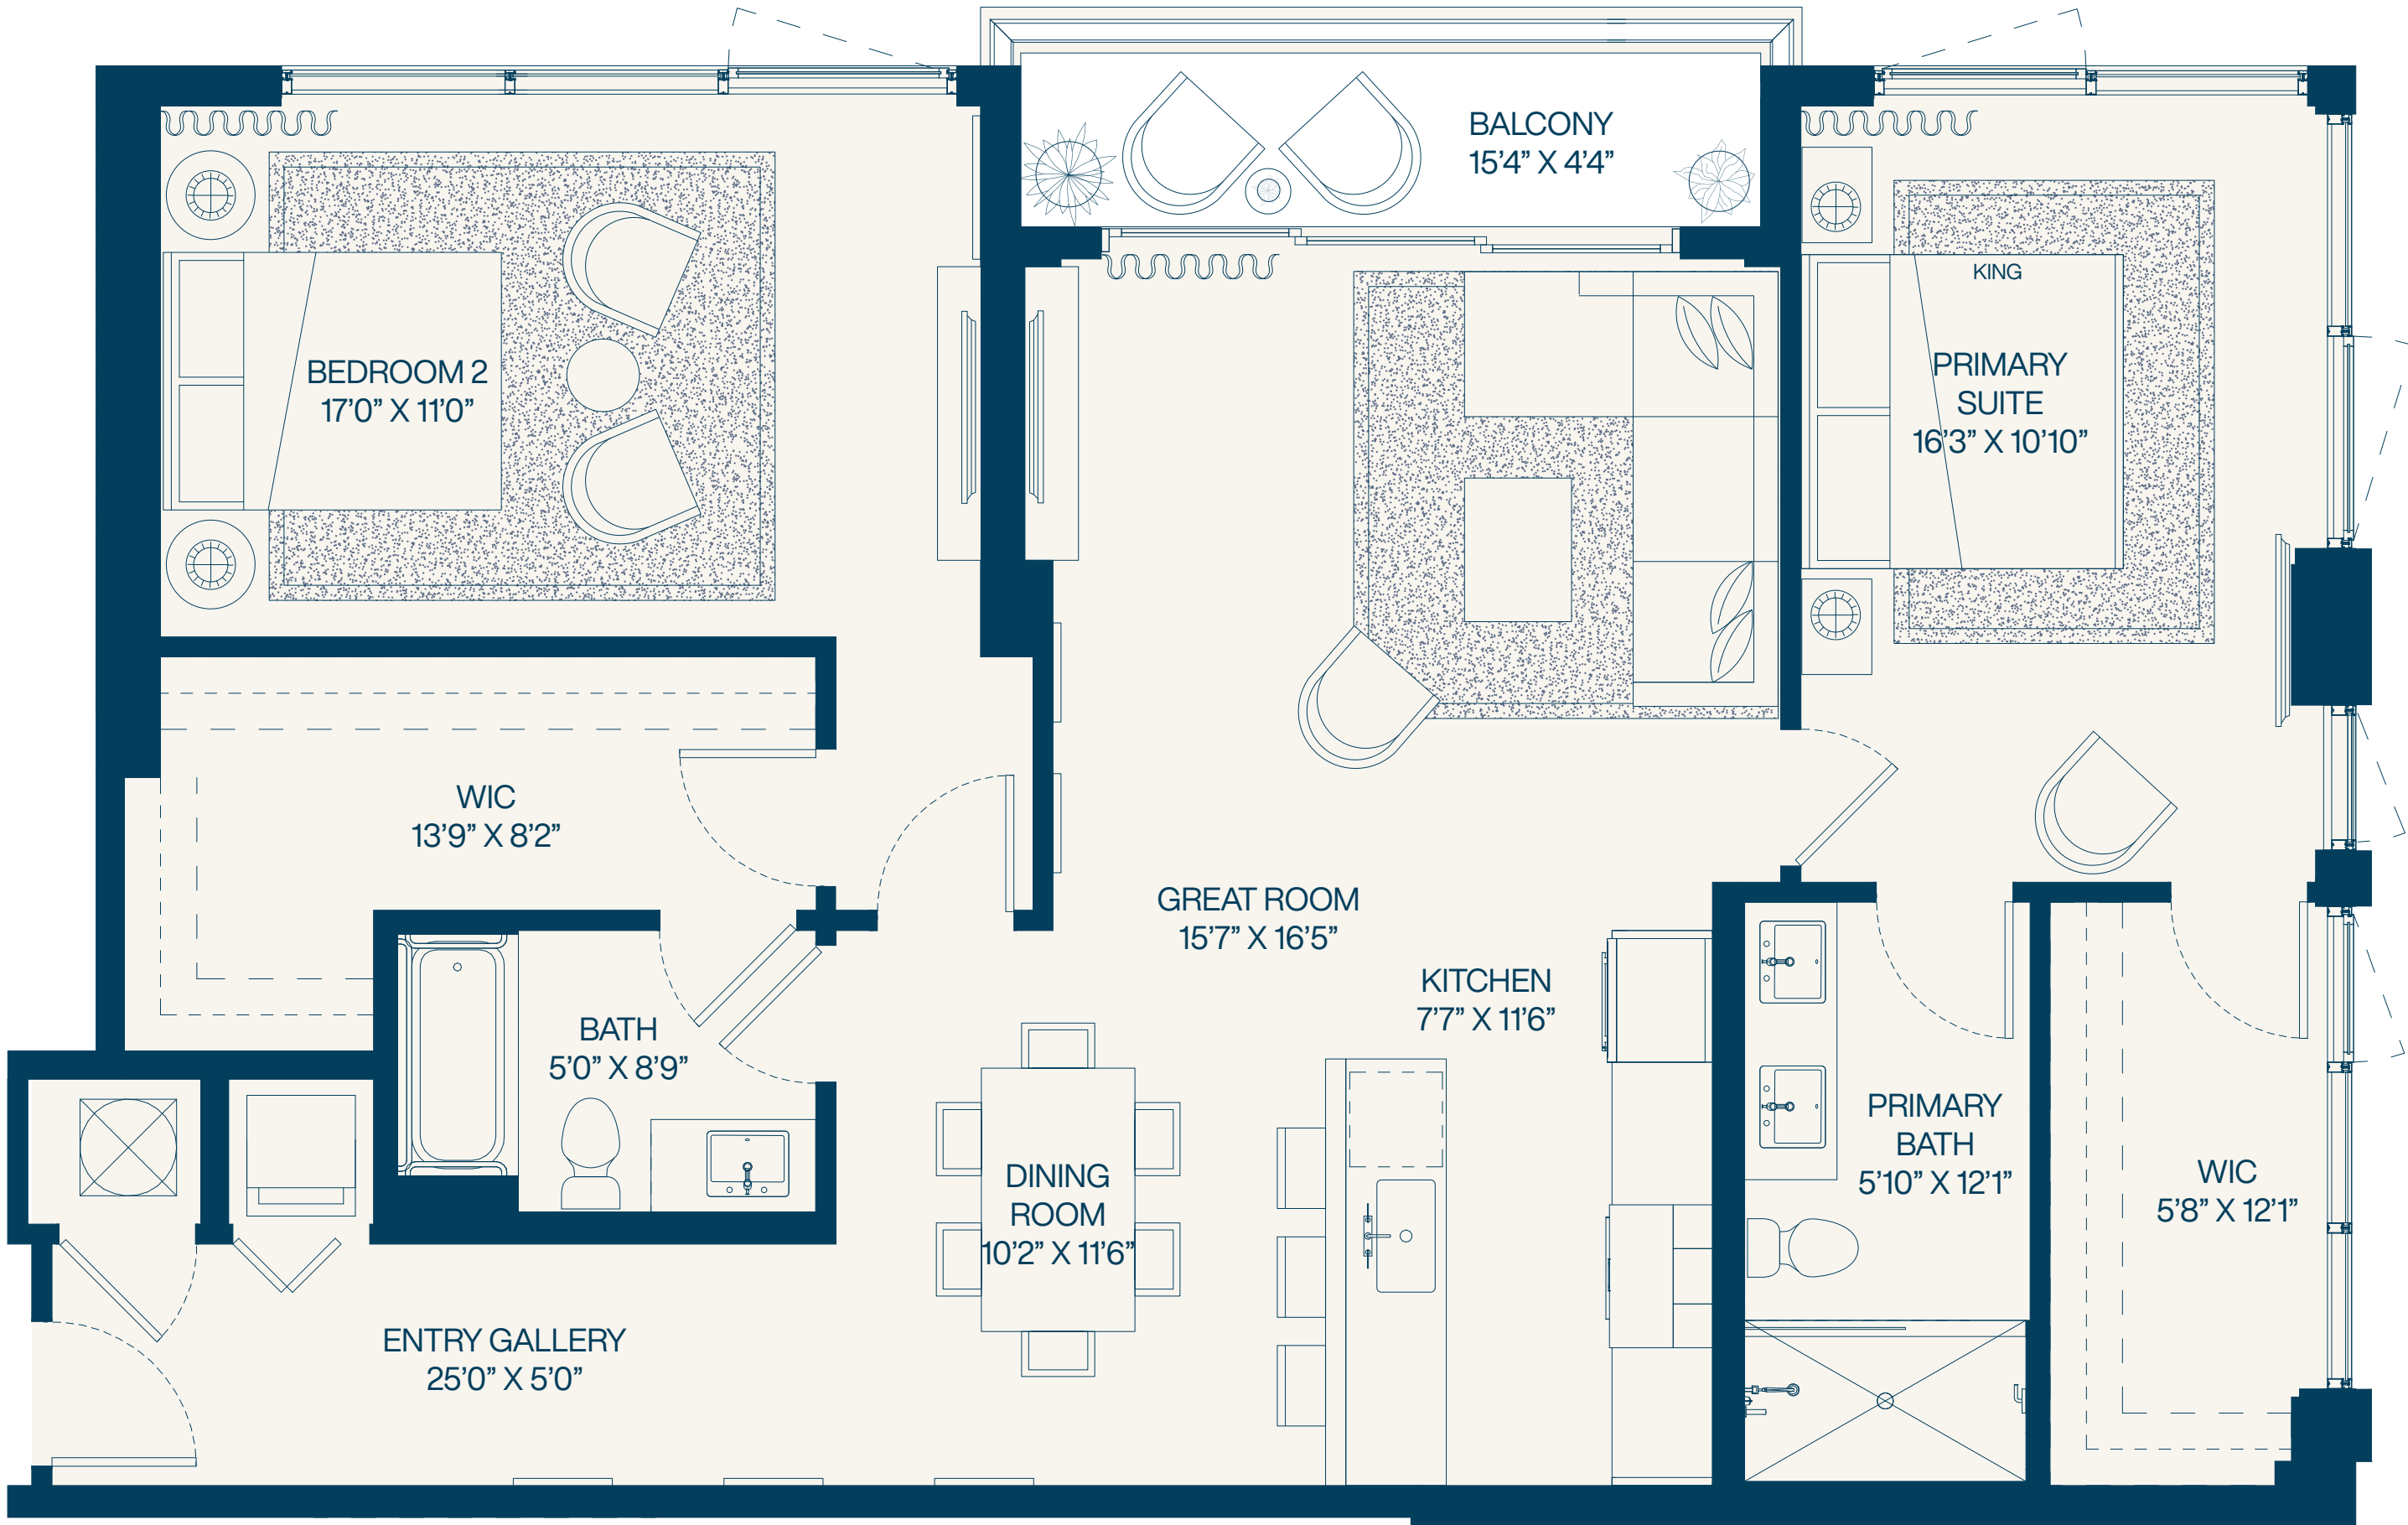 BALCONY
15’4” X 4’4”
KING
BEDROOM 2
17’0” X 11’0”
PRIMARY
SUITE
16’3” X 10’10”
WIC
13’9” X 8’2”
GREAT ROOM
15’7” X 16’5”
KITCHEN
7’7” X 11’6”
BATH
5’0” X 8’9”
PRIMARY
BATH
5’10” X 12’1”
DINING
ROOM
10’2” X 11’6”
WIC
5’8” X 12’1”
ENTRY GALLERY
25’0” X 5’0”